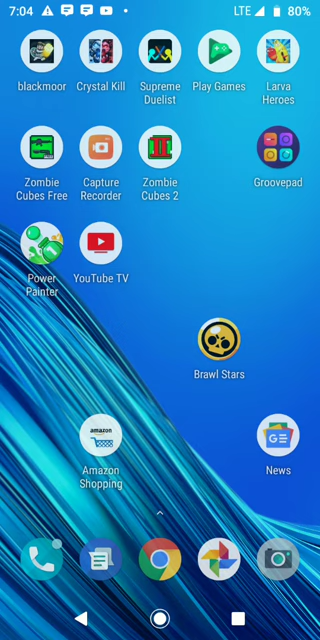 7:04 LTE 80%
blackmoor Crystal Kill Supreme Play Games Larva
Duelist Heroes
Zombie Capture Zombie Groovepad
Cubes Free Recorder Cubes 2
Power YouTube TV
Painter
Brawl Stars
amazon
GE
Amazon News
Shopping